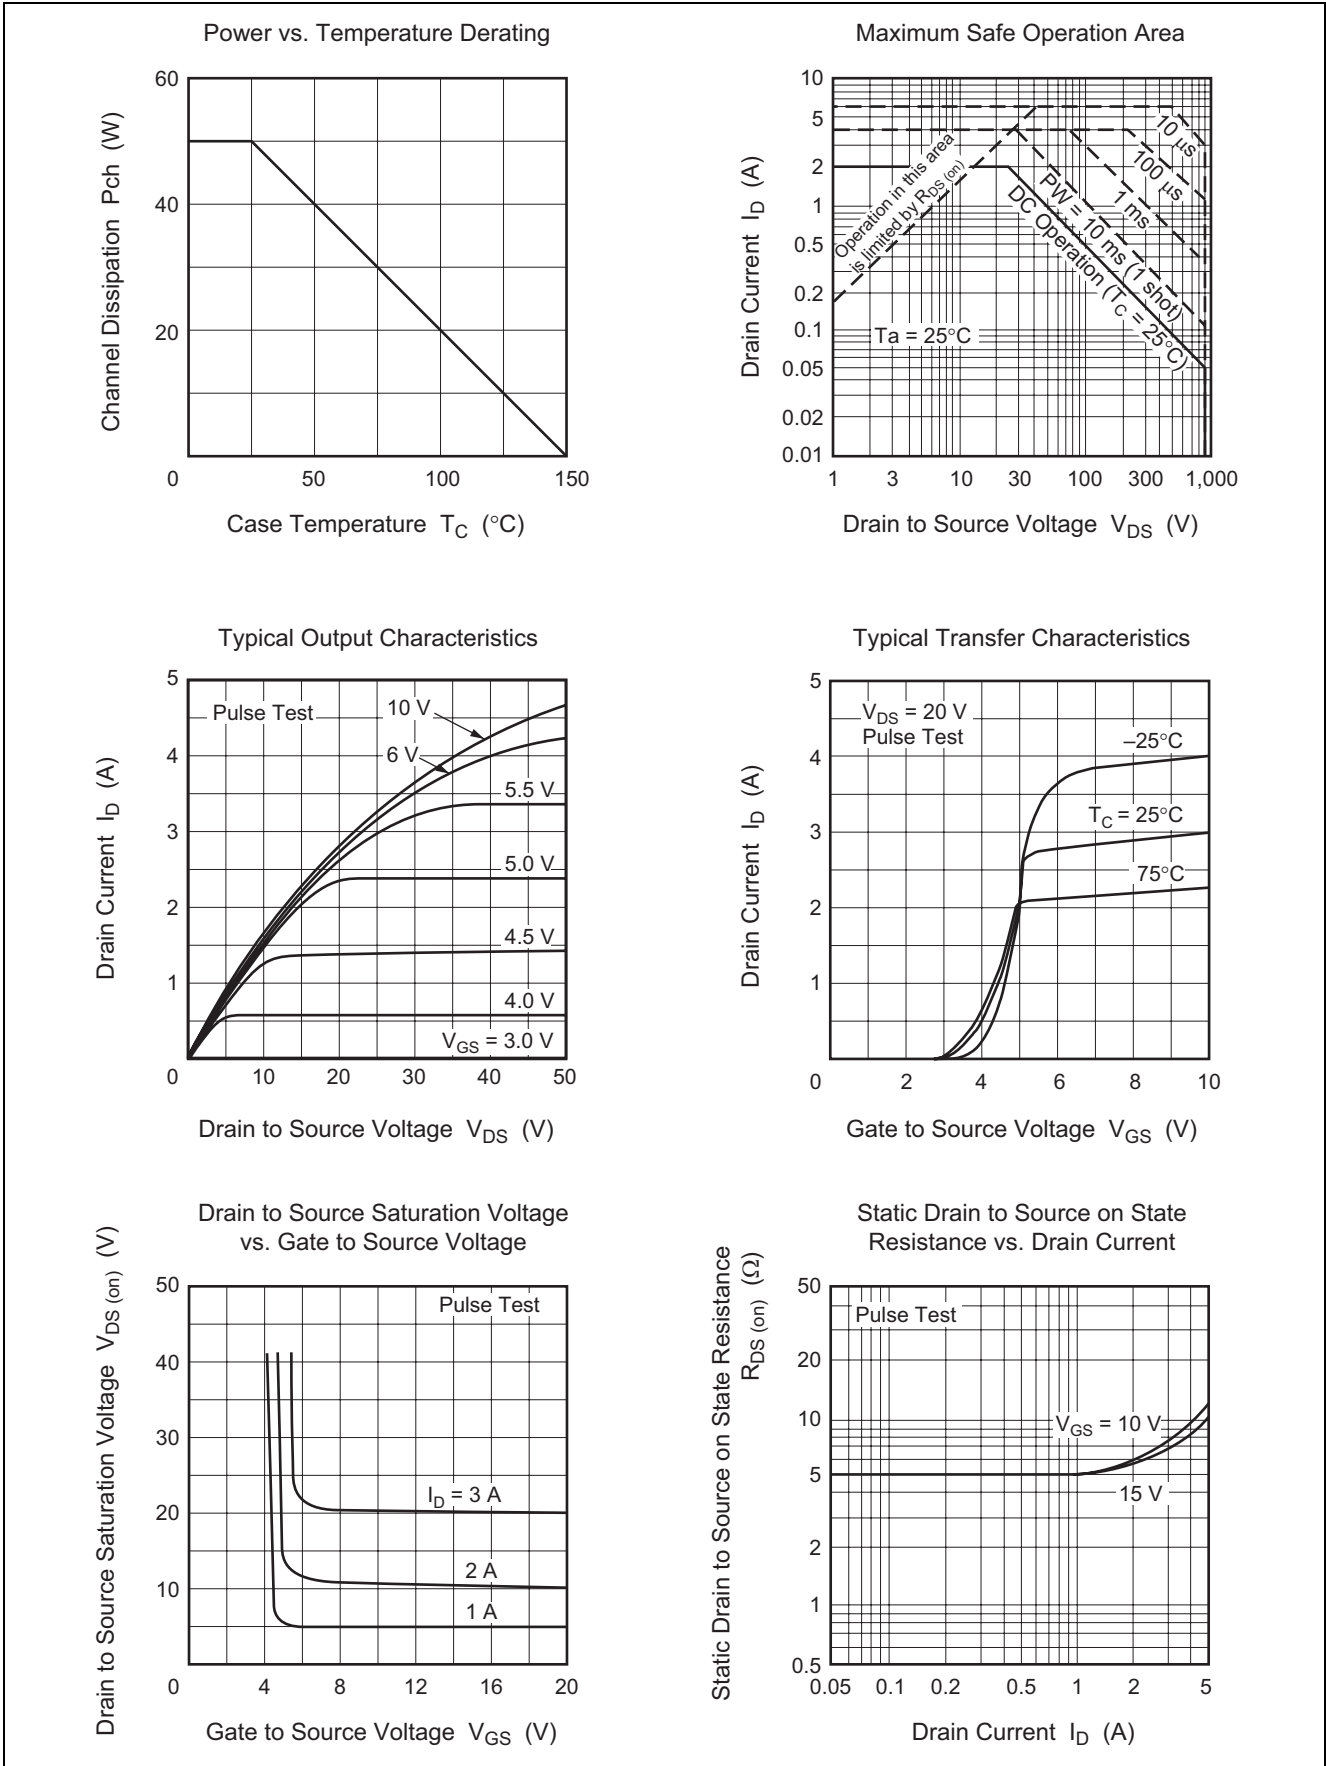 Power vs. Temperature Derating
Channel Dissipation Pch (W)
60
40
20
0
50
100
150
Case Temperature TC (°C)
Maximum Safe Operation Area
Drain Current ID (A)
10
5
2
1
0.5
0.2
0.1
0.05
0.02
0.01
Operation in this area
is limited by RDS (on)
10 μs
100 μs
1 ms
PW = 10 ms (1 shot)
DC Operation (TC = 25°C)
Ta = 25°C
1
3
10
30
100
300
1,000
Drain to Source Voltage VDS (V)
Typical Output Characteristics
Drain Current ID (A)
5
4
3
2
1
0
Pulse Test
10 V
6 V
5.5 V
5.0 V
4.5 V
4.0 V
VGS = 3.0 V
10
20
30
40
50
Drain to Source Voltage VDS (V)
Typical Transfer Characteristics
Drain Current ID (A)
5
4
3
2
1
0
VDS = 20 V
Pulse Test
–25°C
TC = 25°C
75°C
2
4
6
8
10
Gate to Source Voltage VGS (V)
Drain to Source Saturation Voltage
vs. Gate to Source Voltage
Drain to Source Saturation Voltage VDS (on) (V)
50
40
30
20
10
0
Pulse Test
ID = 3 A
2 A
1 A
4
8
12
16
20
Gate to Source Voltage VGS (V)
Static Drain to Source on State
Resistance vs. Drain Current
Static Drain to Source on State Resistance
RDS (on) (Ω)
50
20
10
5
2
1
0.5
Pulse Test
VGS = 10 V
15 V
0.05
0.1
0.2
0.5
1
2
5
Drain Current ID (A)